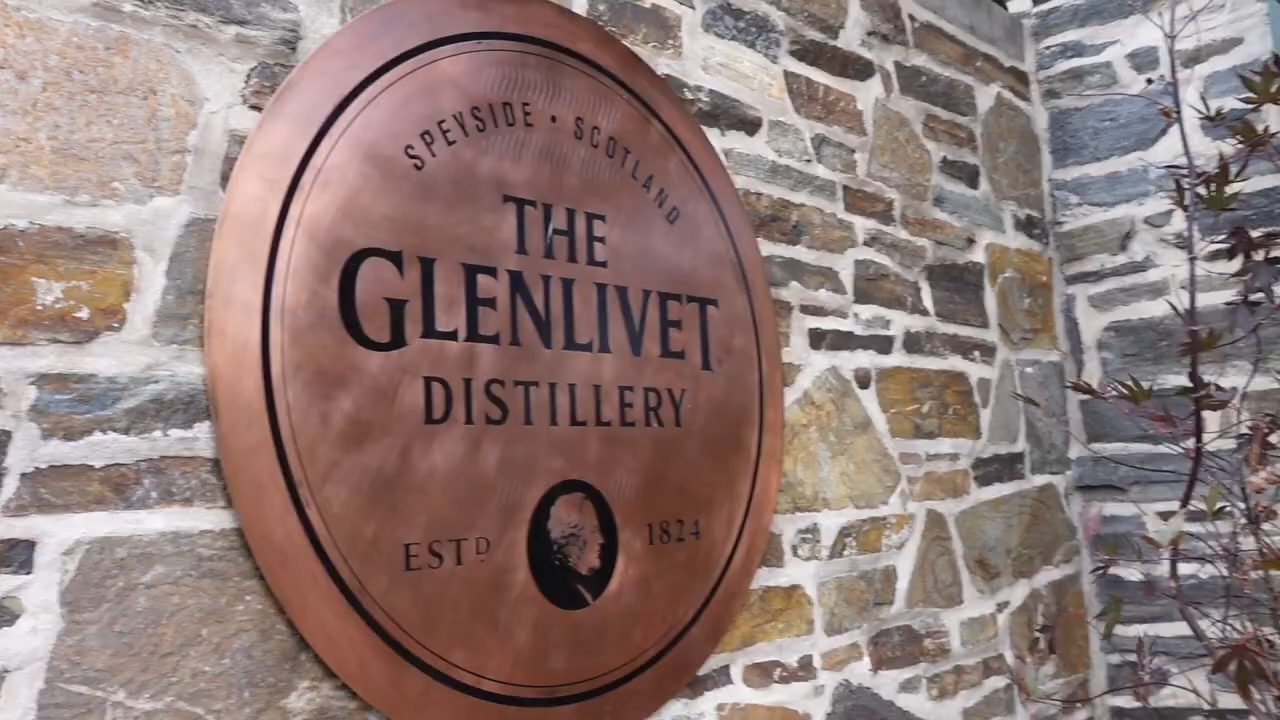 SPEYSIDE • SCOTLAND
THE
GLENLIVET
DISTILLERY
ESTD 1824